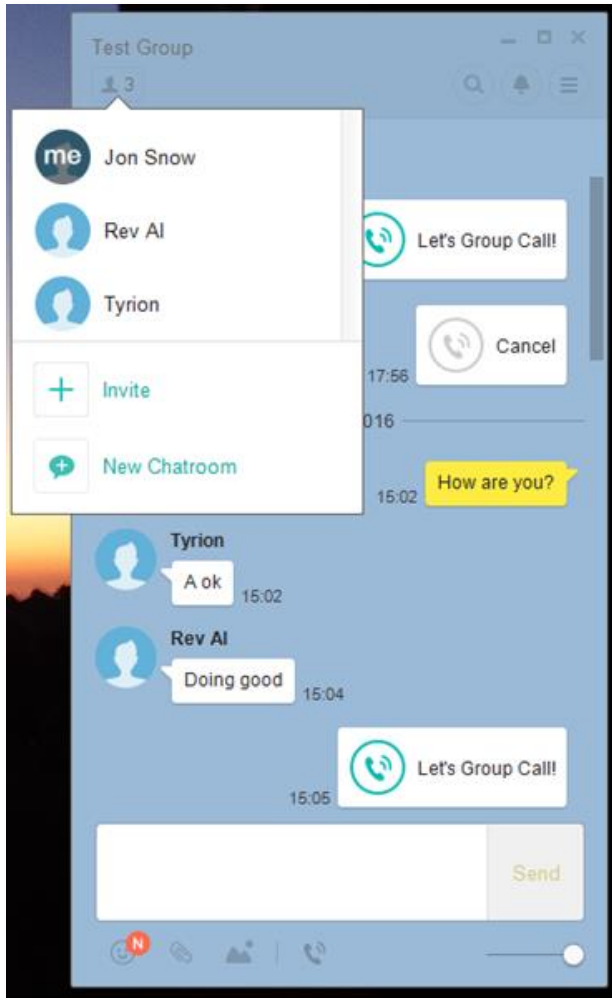 Test Group
3
me Jon Snow
Rev Al
Tyrion
Invite
New Chatroom
Let's Group Call!
Cancel
17:56
016
How are you?
15:02
Tyrion
A ok
15:02
Rev Al
Doing good
15:04
Let's Group Call!
15:05
Send
N